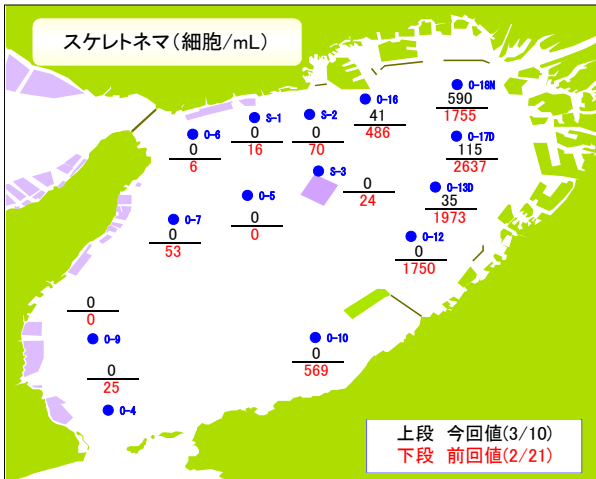 スケレトネマ(細胞/mL)
O-18N
590
1755
O-16
41
486
S-2
0
70
S-1
0
16
O-6
0
6
O-17D
115
2637
S-3
0
24
O-13D
35
1973
O-5
0
0
O-7
0
53
O-12
0
1750
0
0
O-9
O-10
0
569
0
25
O-4
上段 今回値(3/10)
下段 前回値(2/21)